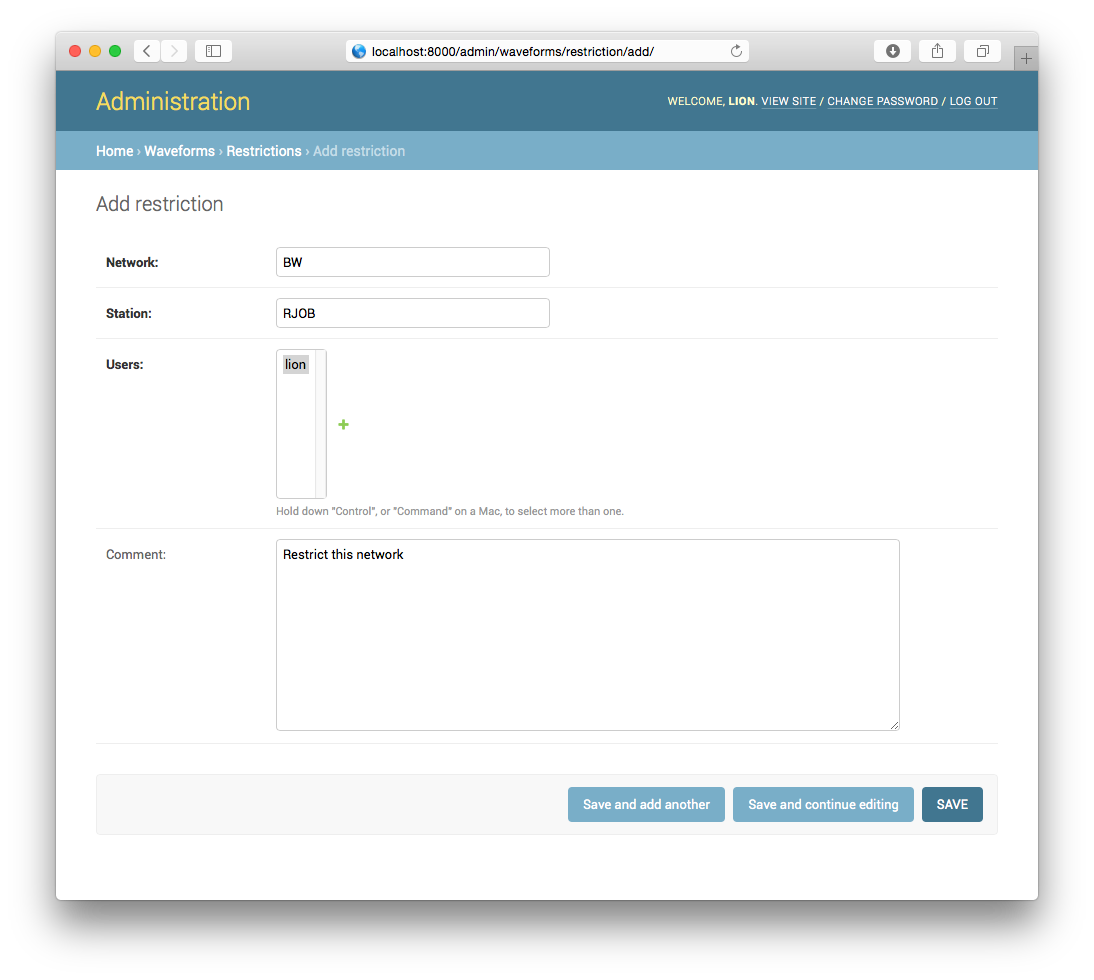 localhost:8000/admin/waveforms/restriction/add/
Administration
WELCOME, LION. VIEW SITE / CHANGE PASSWORD / LOG OUT
Home › Waveforms › Restrictions › Add restriction
Add restriction
Network: BW
Station: RJOB
Users: lion
Hold down "Control", or "Command" on a Mac, to select more than one.
Comment: Restrict this network
Save and add another Save and continue editing SAVE